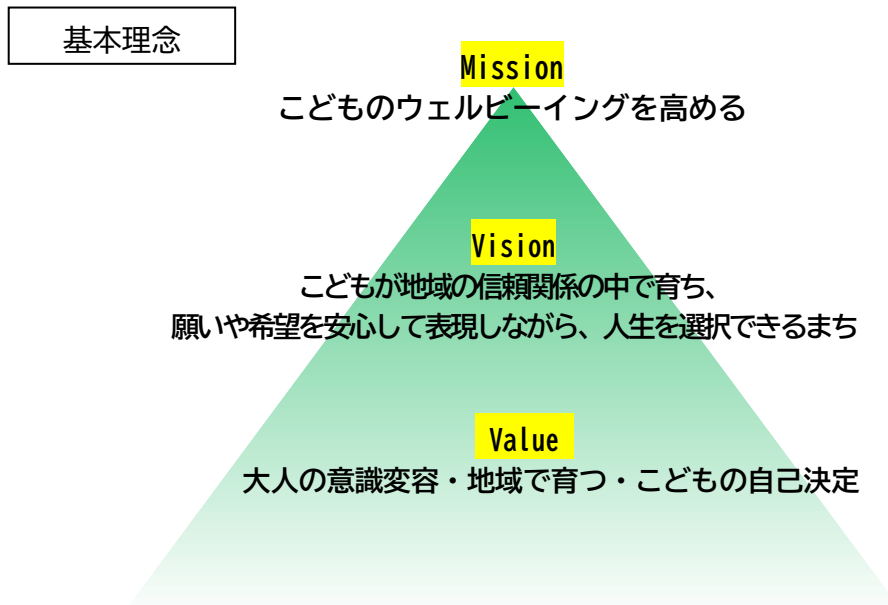 基本理念
Mission
こどものウェルビーイングを高める
Vision
こどもが地域の信頼関係の中で育ち、
願いや希望を安心して表現しながら、人生を選択できるまち
Value
大人の意識変容・地域で育つ・こどもの自己決定